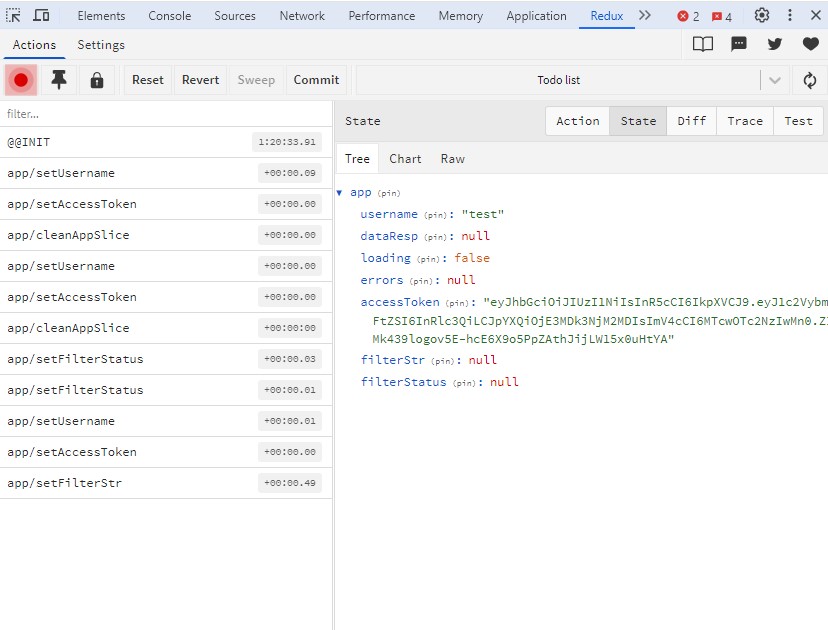 Elements Console Sources Network Performance Memory Application Redux 2 4
Actions Settings
Reset Revert Sweep Commit Todo list
filter...
@@INIT 1:20:33.91
app/setUsername +00:00.09
app/setAccessToken +00:00.00
app/cleanAppSlice +00:00.00
app/setUsername +00:00.00
app/setAccessToken +00:00.00
app/cleanAppSlice +00:00:00
app/setFilterStatus +00:00.03
app/setFilterStatus +00:00.01
app/setUsername +00:00.01
app/setAccessToken +00:00.00
app/setFilterStr +00:00.49
State Action State Diff Trace Test
Tree Chart Raw
app (pin)
username (pin): "test"
dataResp (pin): null
loading (pin): false
errors (pin): null
accessToken (pin): "eyJhbGciOiJIUzI1NiIsInR5cCI6IkpXVCJ9.eyJ1c2Vybm
FtZSI6InRlc3QiLCJpYXQiOjE3MDk3NjM2MDIsImV4cCI6MTcwOTc2NzIwMn0.ZI
Mk439logov5E-hcE6X9o5PpZAthJijLWl5x0uHtYA"
filterStr (pin): null
filterStatus (pin): null